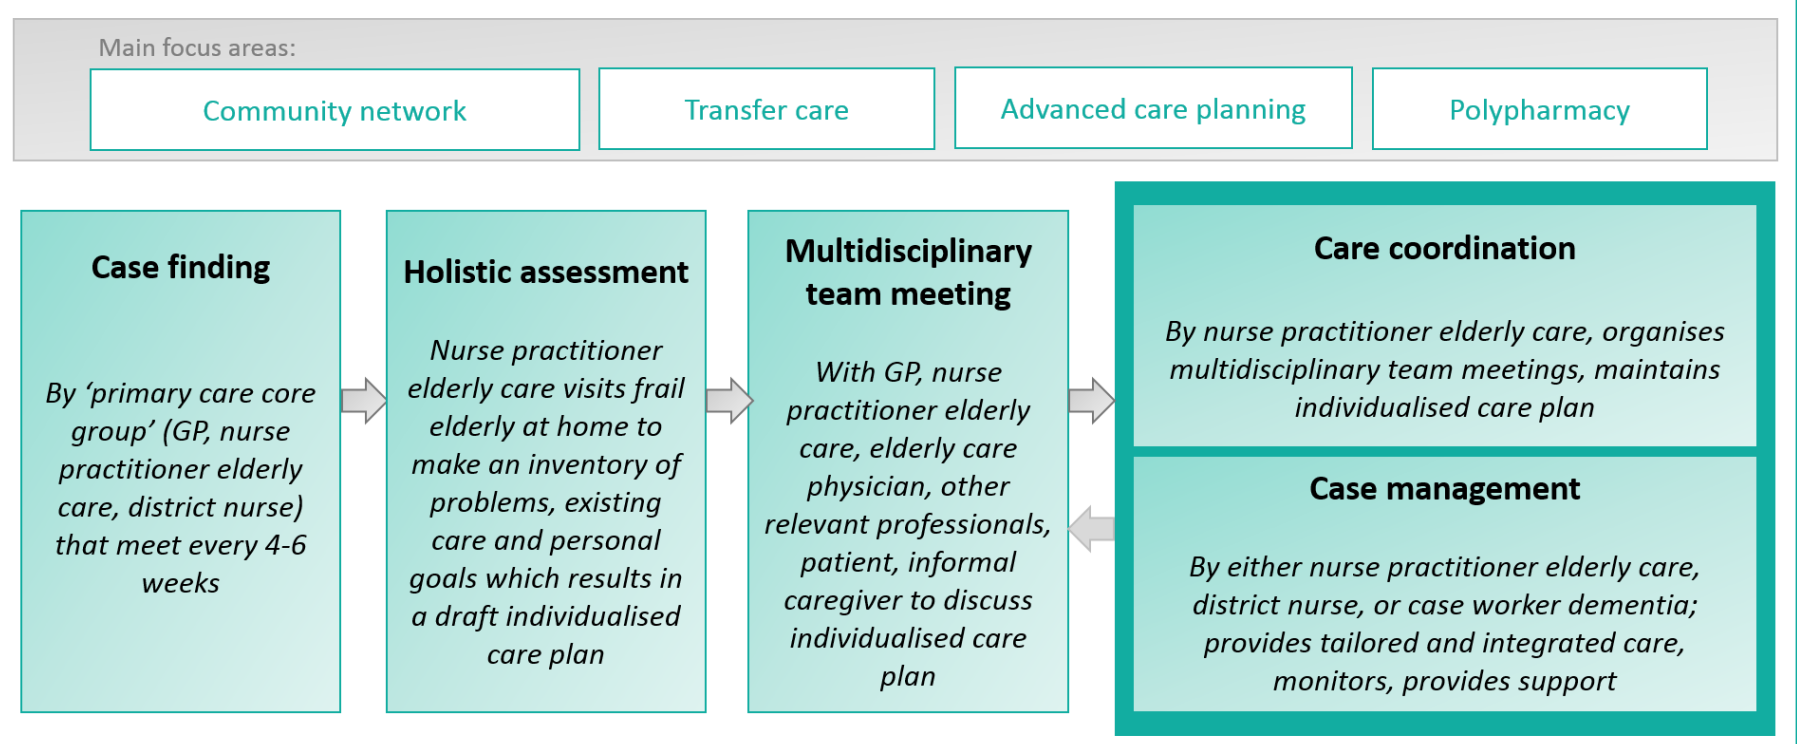 Main focus areas:
Community network
Transfer care
Advanced care planning
Polypharmacy
Case finding
By ‘primary care core
group’ (GP, nurse
practitioner elderly
care, district nurse)
that meet every 4-6
weeks
Holistic assessment
Nurse practitioner
elderly care visits frail
elderly at home to
make an inventory of
problems, existing
care and personal
goals which results in
a draft individualised
care plan
Multidisciplinary
team meeting
With GP, nurse
practitioner elderly
care, elderly care
physician, other
relevant professionals,
patient, informal
caregiver to discuss
individualised care
plan
Care coordination
By nurse practitioner elderly care, organises
multidisciplinary team meetings, maintains
individualised care plan
Case management
By either nurse practitioner elderly care,
district nurse, or case worker dementia;
provides tailored and integrated care,
monitors, provides support